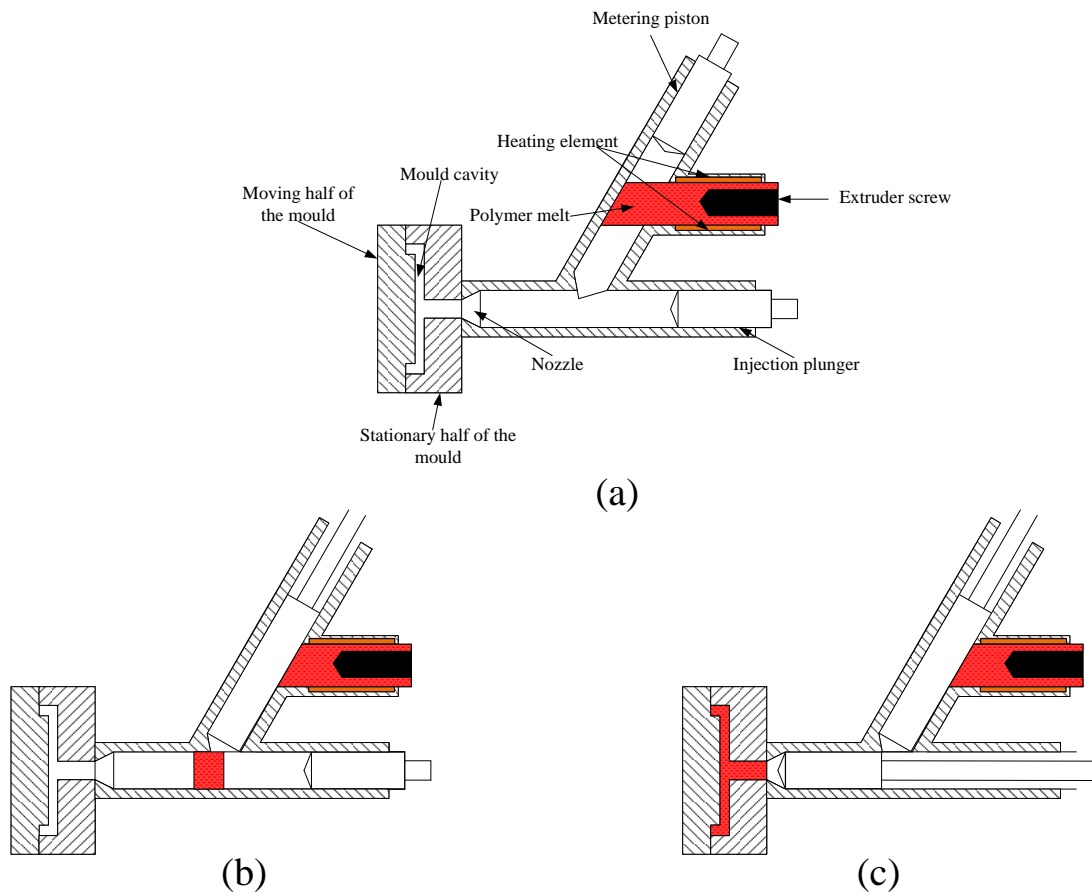 Metering piston
Heating element
Mould cavity
Moving half of
the mould
Polymer melt
Extruder screw
Nozzle
Injection plunger
Stationary half of the
mould
(a)
(b)
(c)